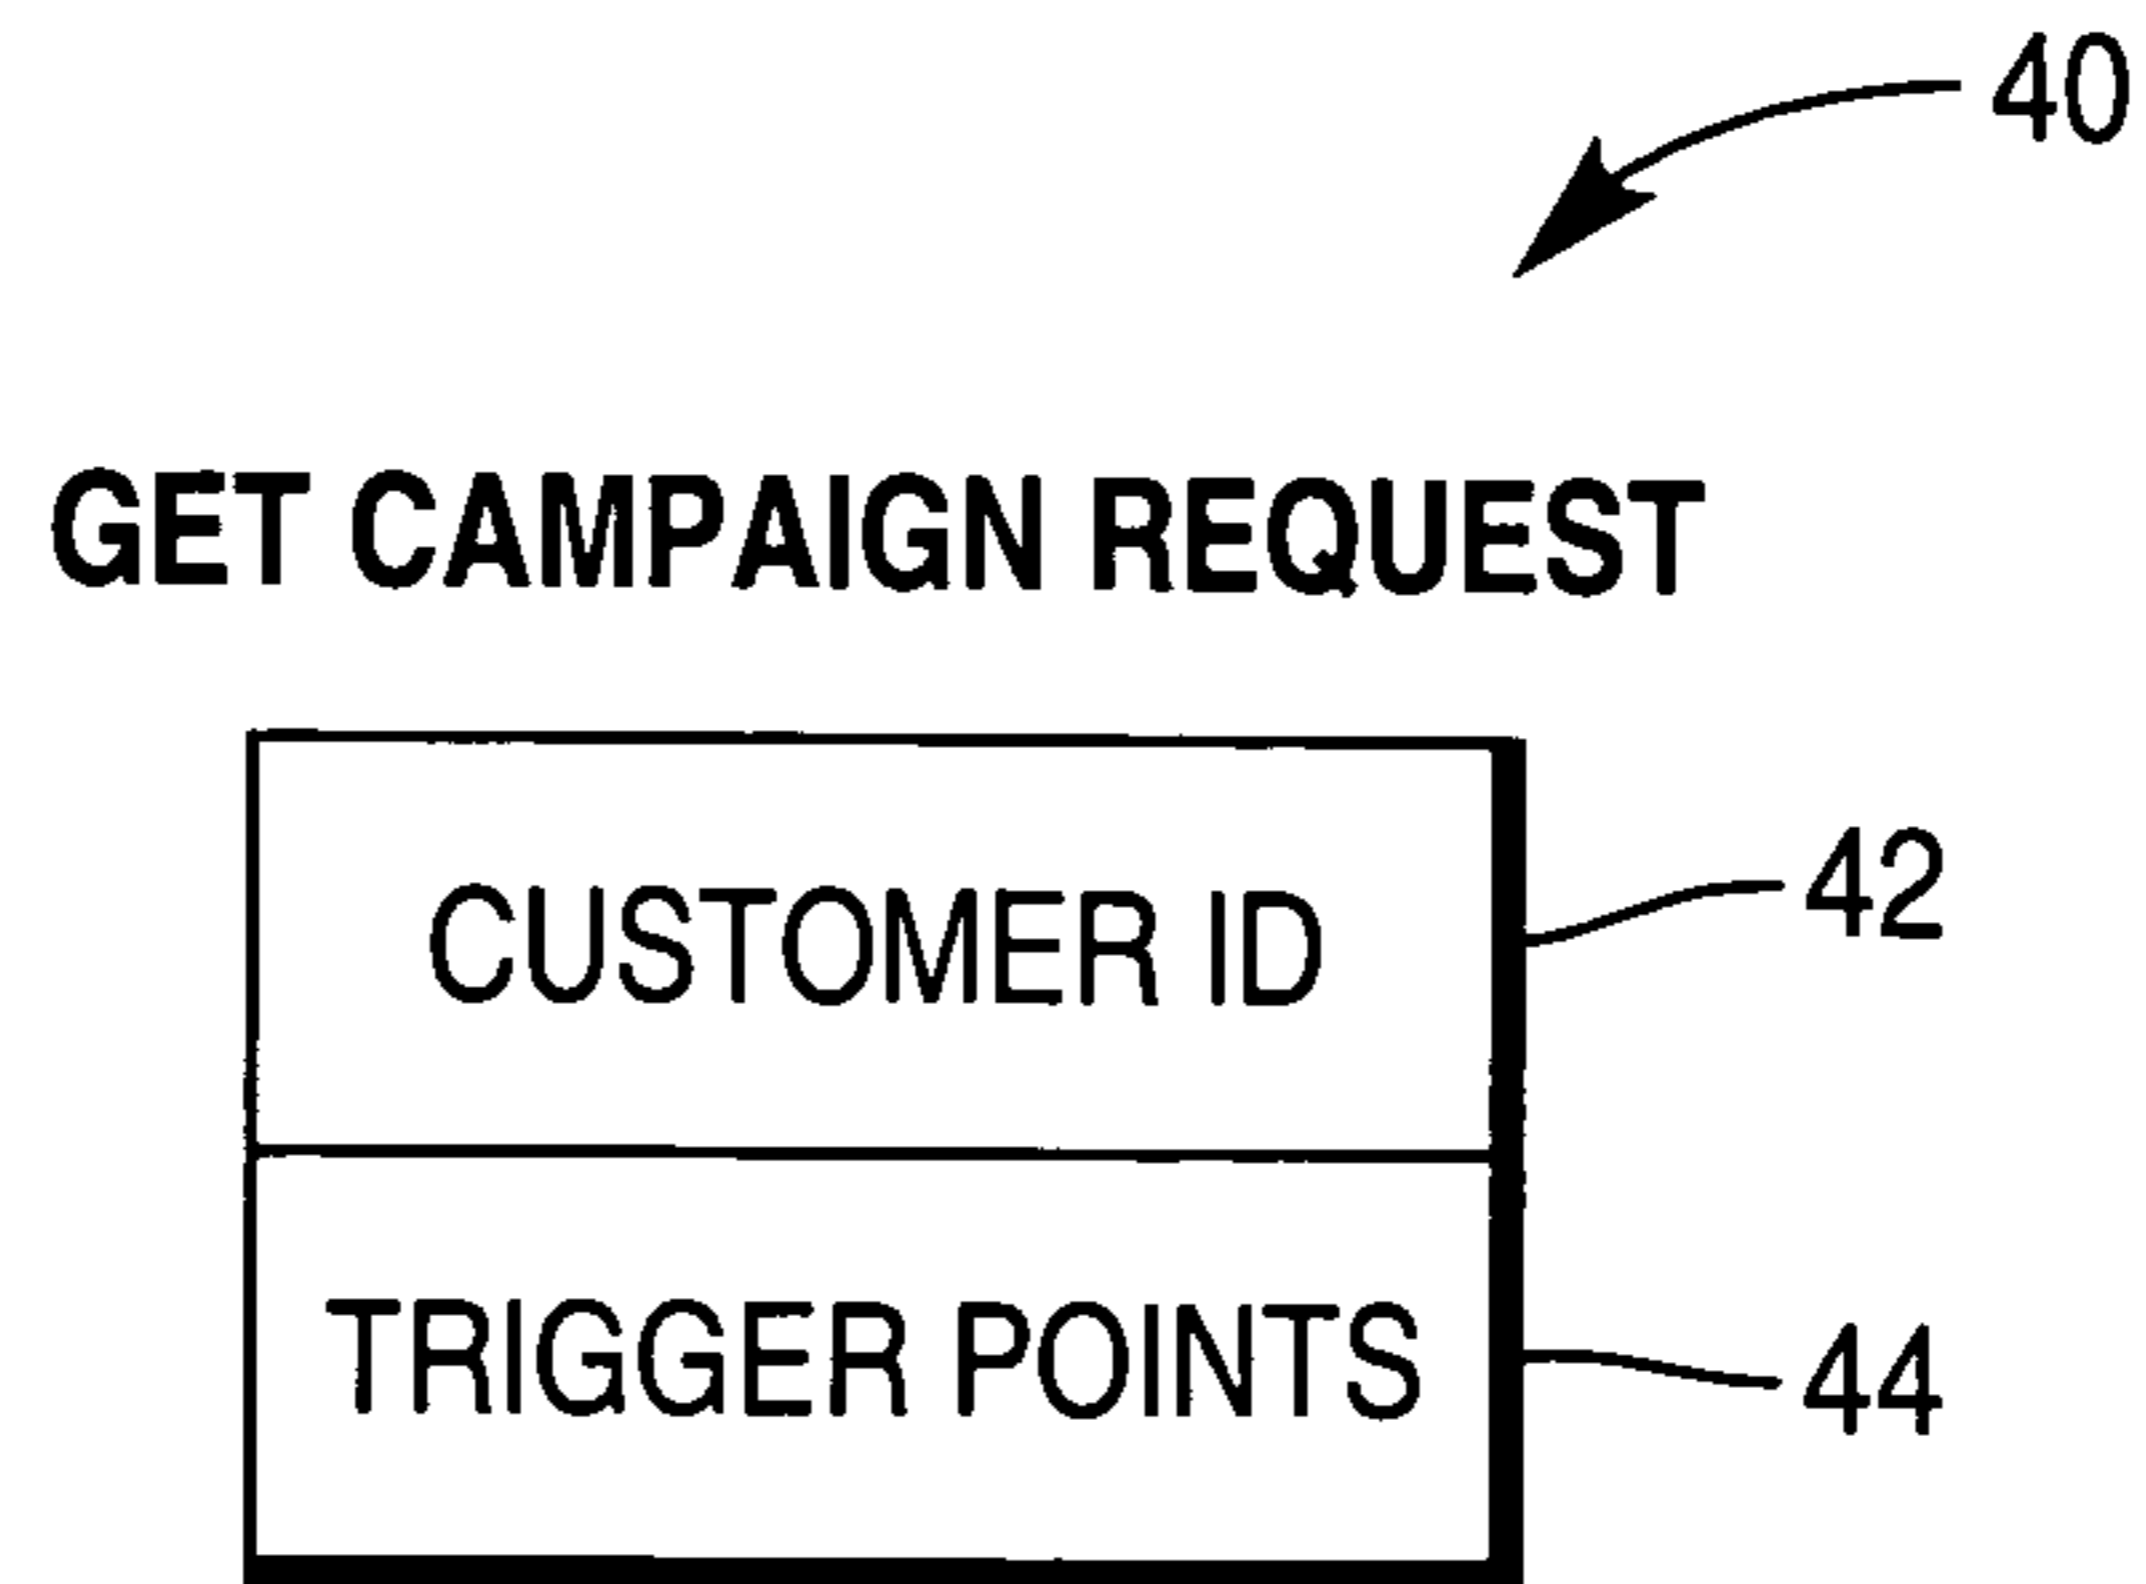 40
GET CAMPAIGN REQUEST
CUSTOMER ID
42
TRIGGER POINTS
44